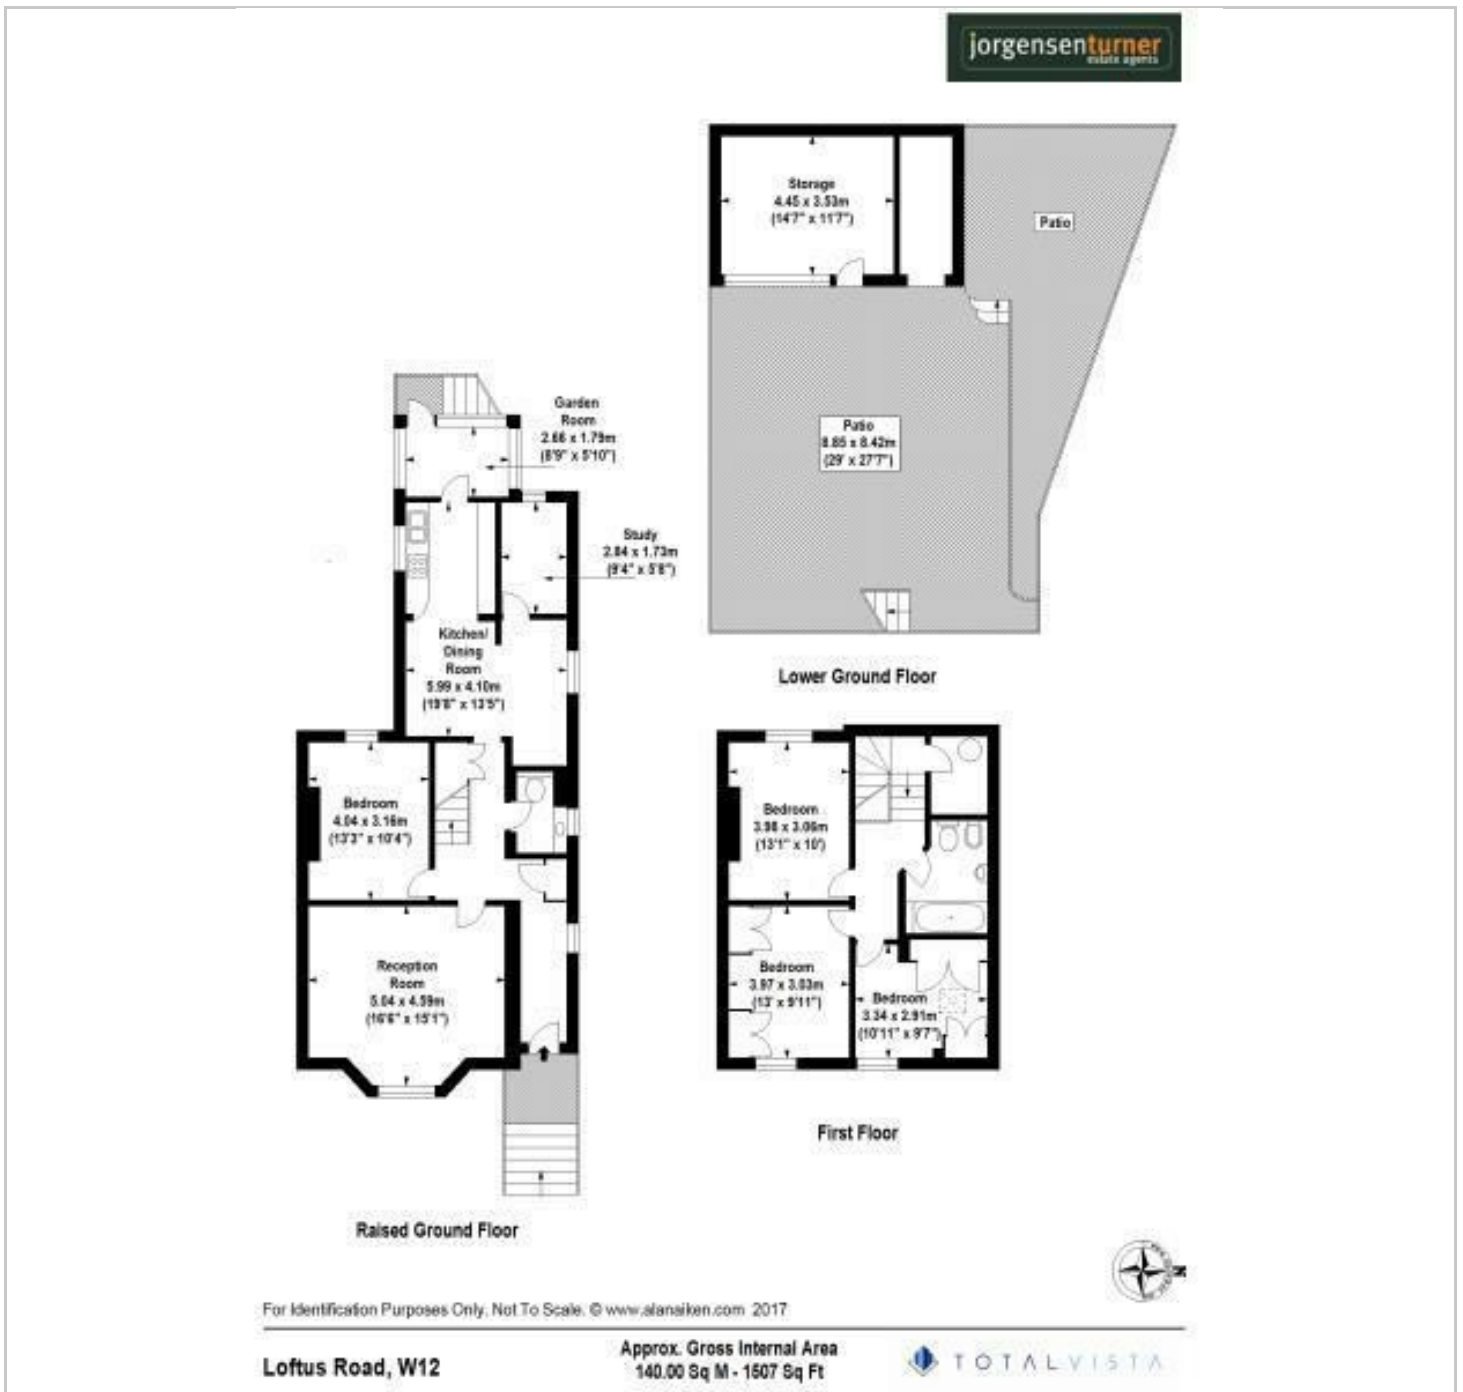 jorgensenturner
estate agents
Storage
4.45 x 3.53m
(14'7" x 11'7")
Patio
Patio
8.85 x 8.42m
(29' x 27'7")
Garden
Room
2.66 x 1.79m
(8'9" x 5'10")
Study
2.84 x 1.73m
(9'4" x 5'8")
Kitchen/
Dining
Room
5.99 x 4.10m
(19'8" x 13'5")
Lower Ground Floor
Bedroom
4.04 x 3.16m
(13'3" x 10'4")
Reception
Room
5.04 x 4.59m
(16'6" x 15'1")
Bedroom
3.98 x 3.06m
(13'1" x 10')
Bedroom
3.97 x 3.03m
(13' x 9'11")
Bedroom
3.34 x 2.91m
(10'11" x 9'7")
First Floor
Raised Ground Floor
N
For Identification Purposes Only. Not To Scale. © www.alanaiken.com 2017
Loftus Road, W12
Approx. Gross Internal Area
140.00 Sq M - 1507 Sq Ft
TOTALVISTA